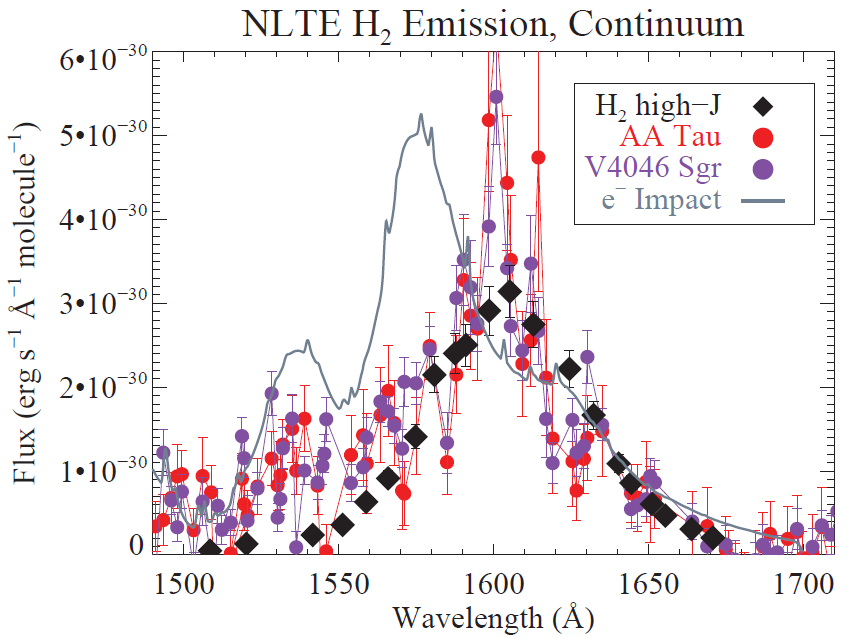 NLTE H₂ Emission, Continuum
6•10⁻³⁰
5•10⁻³⁰
4•10⁻³⁰
3•10⁻³⁰
2•10⁻³⁰
1•10⁻³⁰
0
Flux (erg s⁻¹ Å⁻¹ molecule⁻¹)
H₂ high−J
AA Tau
V4046 Sgr
e⁻ Impact
1500 1550 1600 1650 1700
Wavelength (Å)